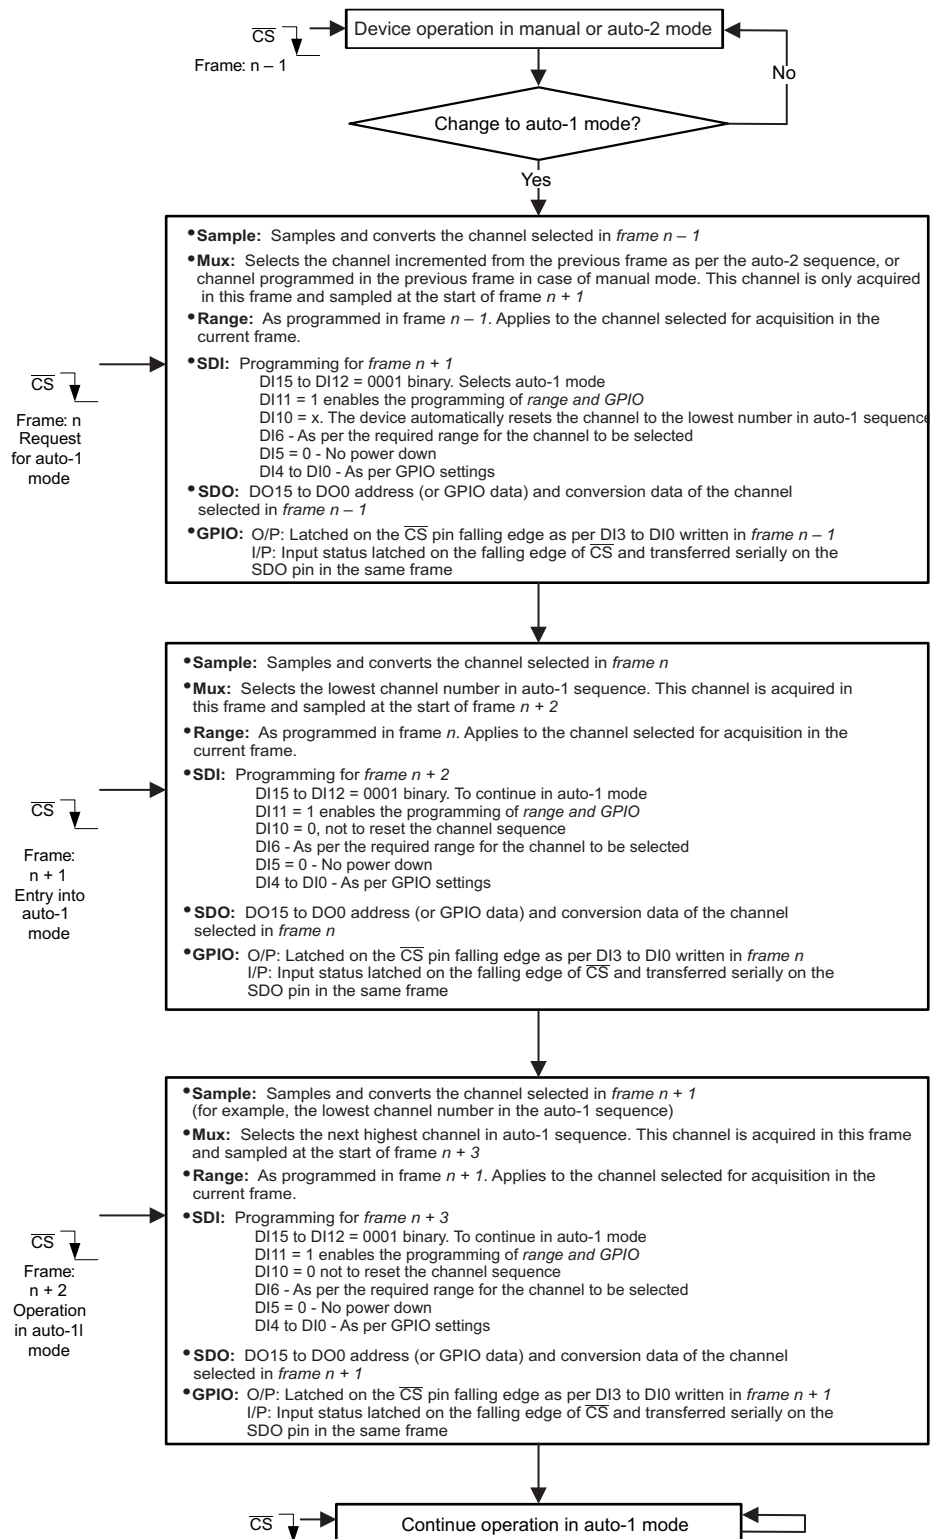 Device operation in manual or auto-2 mode
CS
Frame: n – 1
No
Change to auto-1 mode?
Yes
•Sample: Samples and converts the channel selected in frame n – 1
•Mux: Selects the channel incremented from the previous frame as per the auto-2 sequence, or
channel programmed in the previous frame in case of manual mode. This channel is only acquired
in this frame and sampled at the start of frame n + 1
•Range: As programmed in frame n – 1. Applies to the channel selected for acquisition in the
current frame.
•SDI: Programming for frame n + 1
DI15 to DI12 = 0001 binary. Selects auto-1 mode
DI11 = 1 enables the programming of range and GPIO
DI10 = x. The device automatically resets the channel to the lowest number in auto-1 sequence
DI6 - As per the required range for the channel to be selected
DI5 = 0 - No power down
DI4 to DI0 - As per GPIO settings
•SDO: DO15 to DO0 address (or GPIO data) and conversion data of the channel
selected in frame n – 1
•GPIO: O/P: Latched on the CS pin falling edge as per DI3 to DI0 written in frame n – 1
I/P: Input status latched on the falling edge of CS and transferred serially on the
SDO pin in the same frame
CS
Frame: n
Request
for auto-1
mode
•Sample: Samples and converts the channel selected in frame n
•Mux: Selects the lowest channel number in auto-1 sequence. This channel is acquired in
this frame and sampled at the start of frame n + 2
•Range: As programmed in frame n. Applies to the channel selected for acquisition in the
current frame.
•SDI: Programming for frame n + 2
DI15 to DI12 = 0001 binary. To continue in auto-1 mode
DI11 = 1 enables the programming of range and GPIO
DI10 = 0, not to reset the channel sequence
DI6 - As per the required range for the channel to be selected
DI5 = 0 - No power down
DI4 to DI0 - As per GPIO settings
•SDO: DO15 to DO0 address (or GPIO data) and conversion data of the channel
selected in frame n
•GPIO: O/P: Latched on the CS pin falling edge as per DI3 to DI0 written in frame n
I/P: Input status latched on the falling edge of CS and transferred serially on the
SDO pin in the same frame
CS
Frame:
n + 1
Entry into
auto-1
mode
•Sample: Samples and converts the channel selected in frame n + 1
(for example, the lowest channel number in the auto-1 sequence)
•Mux: Selects the next highest channel in auto-1 sequence. This channel is acquired in this frame
and sampled at the start of frame n + 3
•Range: As programmed in frame n + 1. Applies to the channel selected for acquisition in the
current frame.
•SDI: Programming for frame n + 3
DI15 to DI12 = 0001 binary. To continue in auto-1 mode
DI11 = 1 enables the programming of range and GPIO
DI10 = 0 not to reset the channel sequence
DI6 - As per the required range for the channel to be selected
DI5 = 0 - No power down
DI4 to DI0 - As per GPIO settings
•SDO: DO15 to DO0 address (or GPIO data) and conversion data of the channel
selected in frame n + 1
•GPIO: O/P: Latched on the CS pin falling edge as per DI3 to DI0 written in frame n + 1
I/P: Input status latched on the falling edge of CS and transferred serially on the
SDO pin in the same frame
CS
Frame:
n + 2
Operation
in auto-1l
mode
CS
Continue operation in auto-1 mode